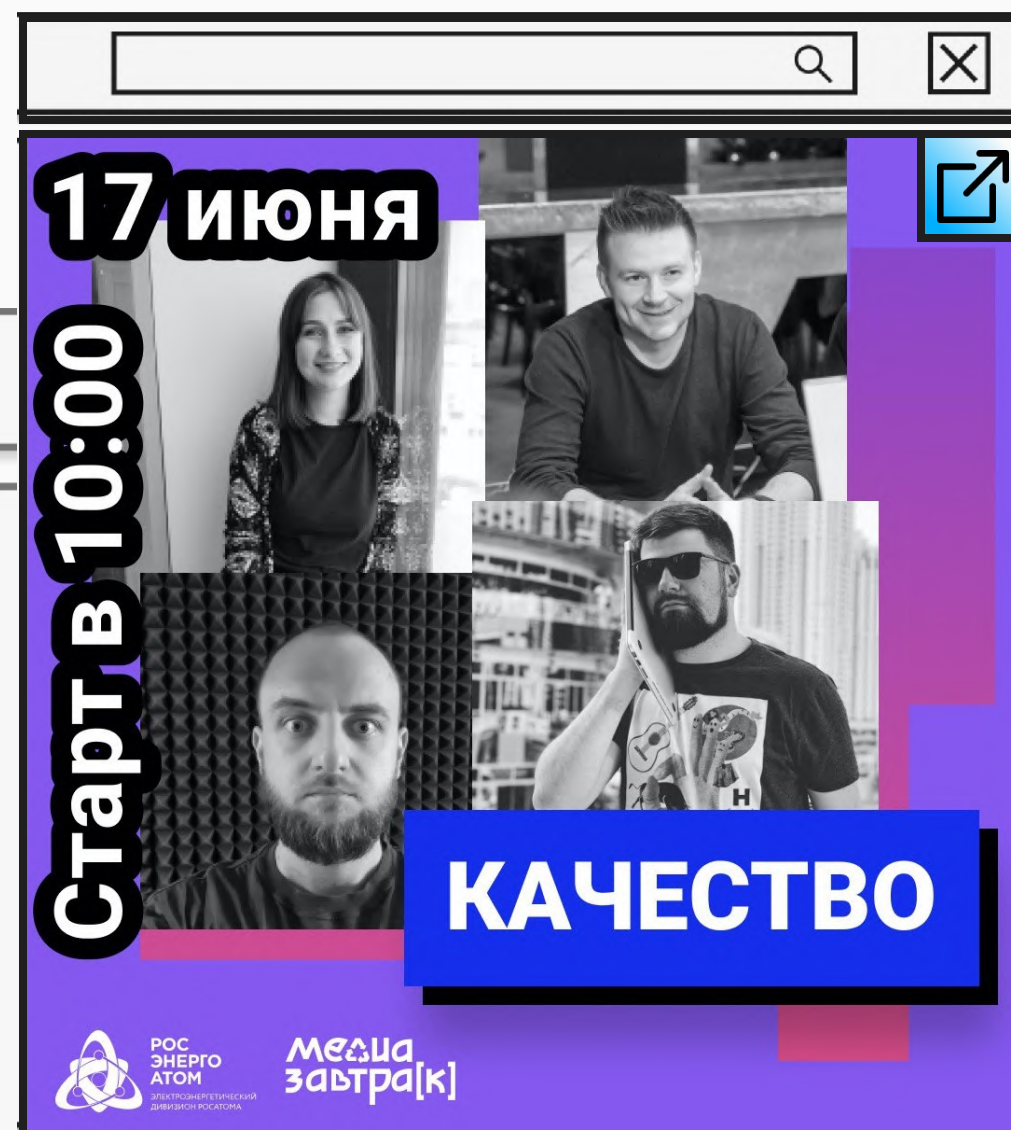 17 июня
Старт в 10:00
Н
КАЧЕСТВО
РОС
ЭНЕРГО
АТОМ
ЭЛЕКТРОЭНЕРГЕТИЧЕСКИЙ
ДИВИЗИОН РОСАТОМА
медиа
завтра[к]